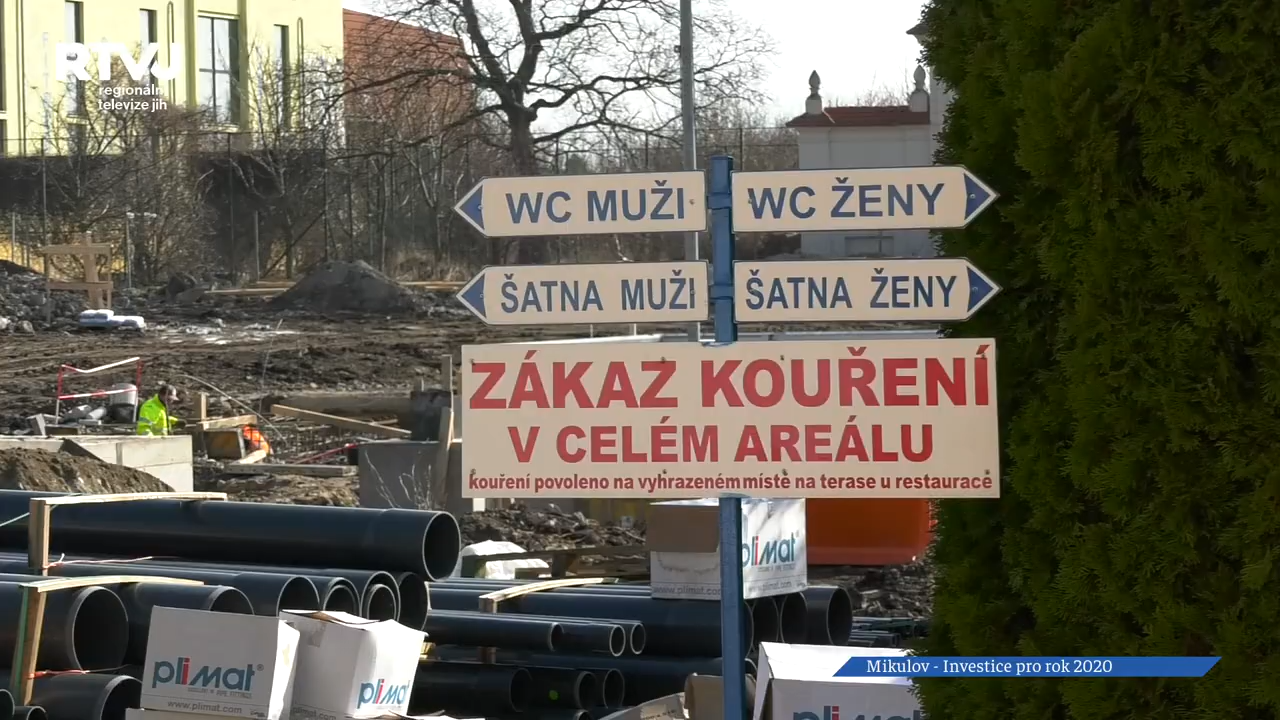 RTVJ
regionální
televize jih
WC MUŽI
WC ŽENY
ŠATNA MUŽI
ŠATNA ŽENY
ZÁKAZ KOUŘENÍ
V CELÉM AREÁLU
kouření povoleno na vyhrazeném místě na terase u restaurace
plimat
www.plimat.com
plimat
www.plimat.com
plimat
plimat
Mikulov - Investice pro rok 2020